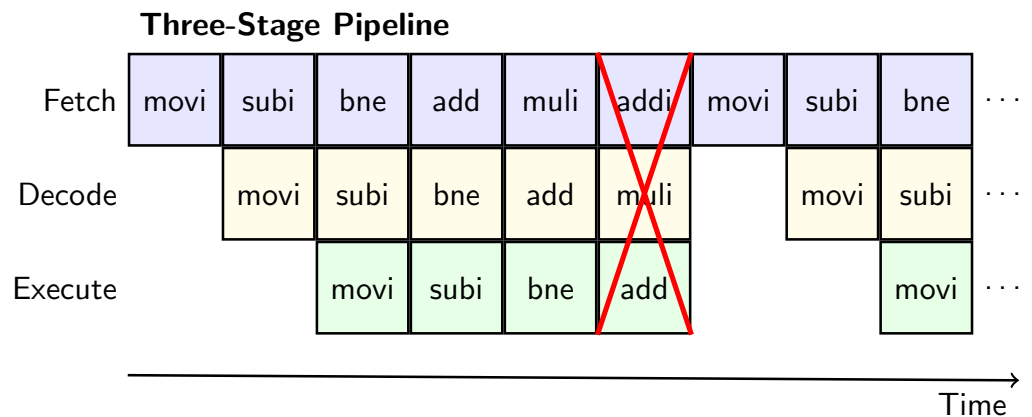 Three-Stage Pipeline
Fetch movi subi bne add muli addi movi subi bne ...
Decode movi subi bne add muli movi subi ...
Execute movi subi bne add movi ...
Time